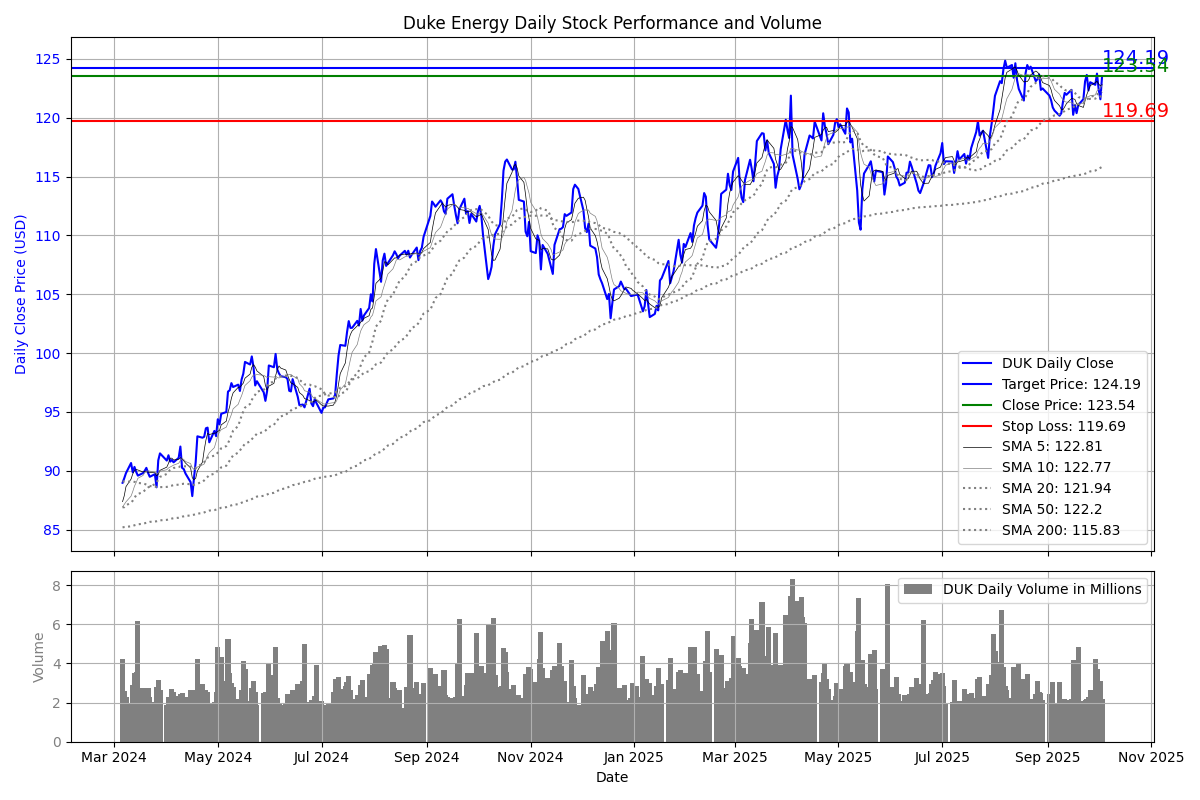 Duke Energy Daily Stock Performance and Volume
Daily Close Price (USD)
125
120
115
110
105
100
95
90
85
124.19
123.54
119.69
DUK Daily Close
Target Price: 124.19
Close Price: 123.54
Stop Loss: 119.69
SMA 5: 122.81
SMA 10: 122.77
SMA 20: 121.94
SMA 50: 122.2
SMA 200: 115.83
Volume
8
6
4
2
0
DUK Daily Volume in Millions
Mar 2024 May 2024 Jul 2024 Sep 2024 Nov 2024 Jan 2025 Mar 2025 May 2025 Jul 2025 Sep 2025 Nov 2025
Date